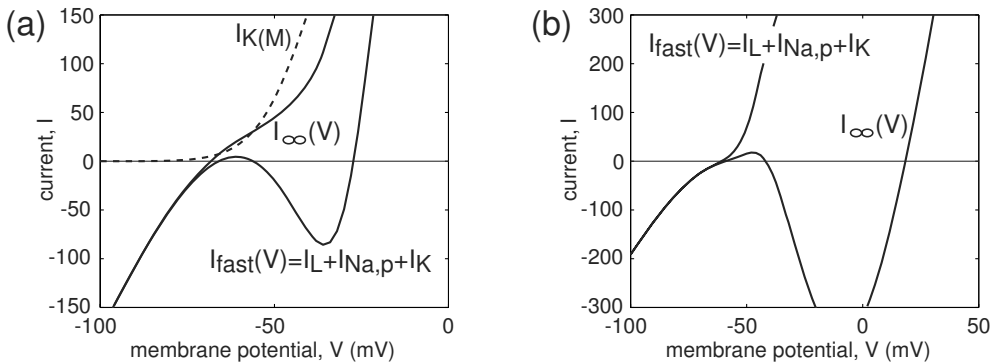 (a)
150
100
50
0
-50
-100
-150
-100
-50
0
current, I
membrane potential, V (mV)
I_K(M)
I_∞(V)
I_fast(V)=I_L+I_Na,p+I_K
(b)
300
200
100
0
-100
-200
-300
-100
-50
0
50
current, I
membrane potential, V (mV)
I_fast(V)=I_L+I_Na,p+I_K
I_∞(V)